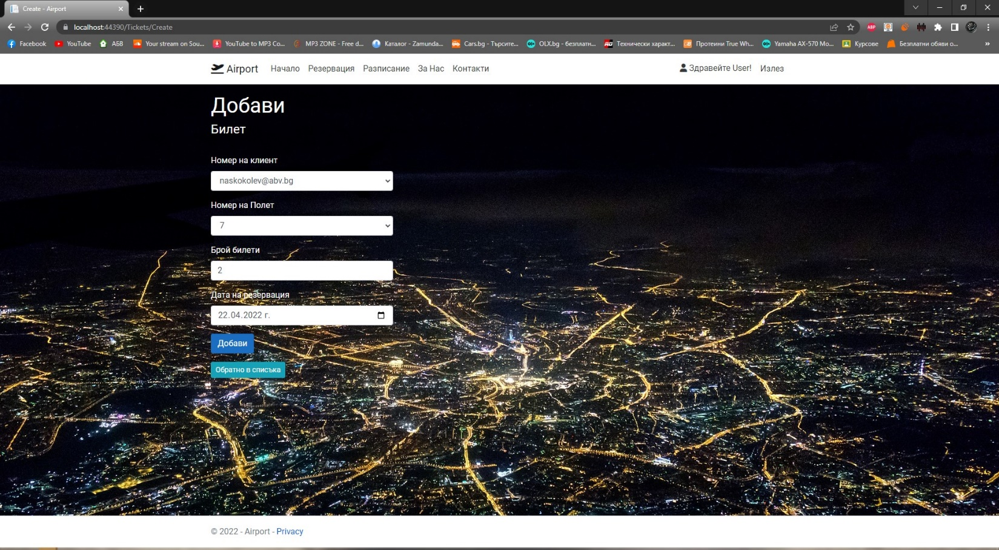 Create - Airport
localhost:44390/Tickets/Create
ABP
Facebook YouTube АБВ Your stream on Sou... YouTube to MP3 Co... MP3 ZONE - Free d... Каталог - Zamunda... Cars.bg - Търсите... OLX.bg - безплатн... Технически характ... Протеини True Wh... Yamaha AX-570 Mo... Курсове Безплатни обяви о... »
Airport Начало Резервация Разписание За Нас Контакти Здравейте User! Излез
Добави
Билет
Номер на клиент
naskokolev@abv.bg
Номер на Полет
7
Брой билети
2
Дата на резервация
22.04.2022 г.
Добави
Обратно в списъка
© 2022 - Airport - Privacy